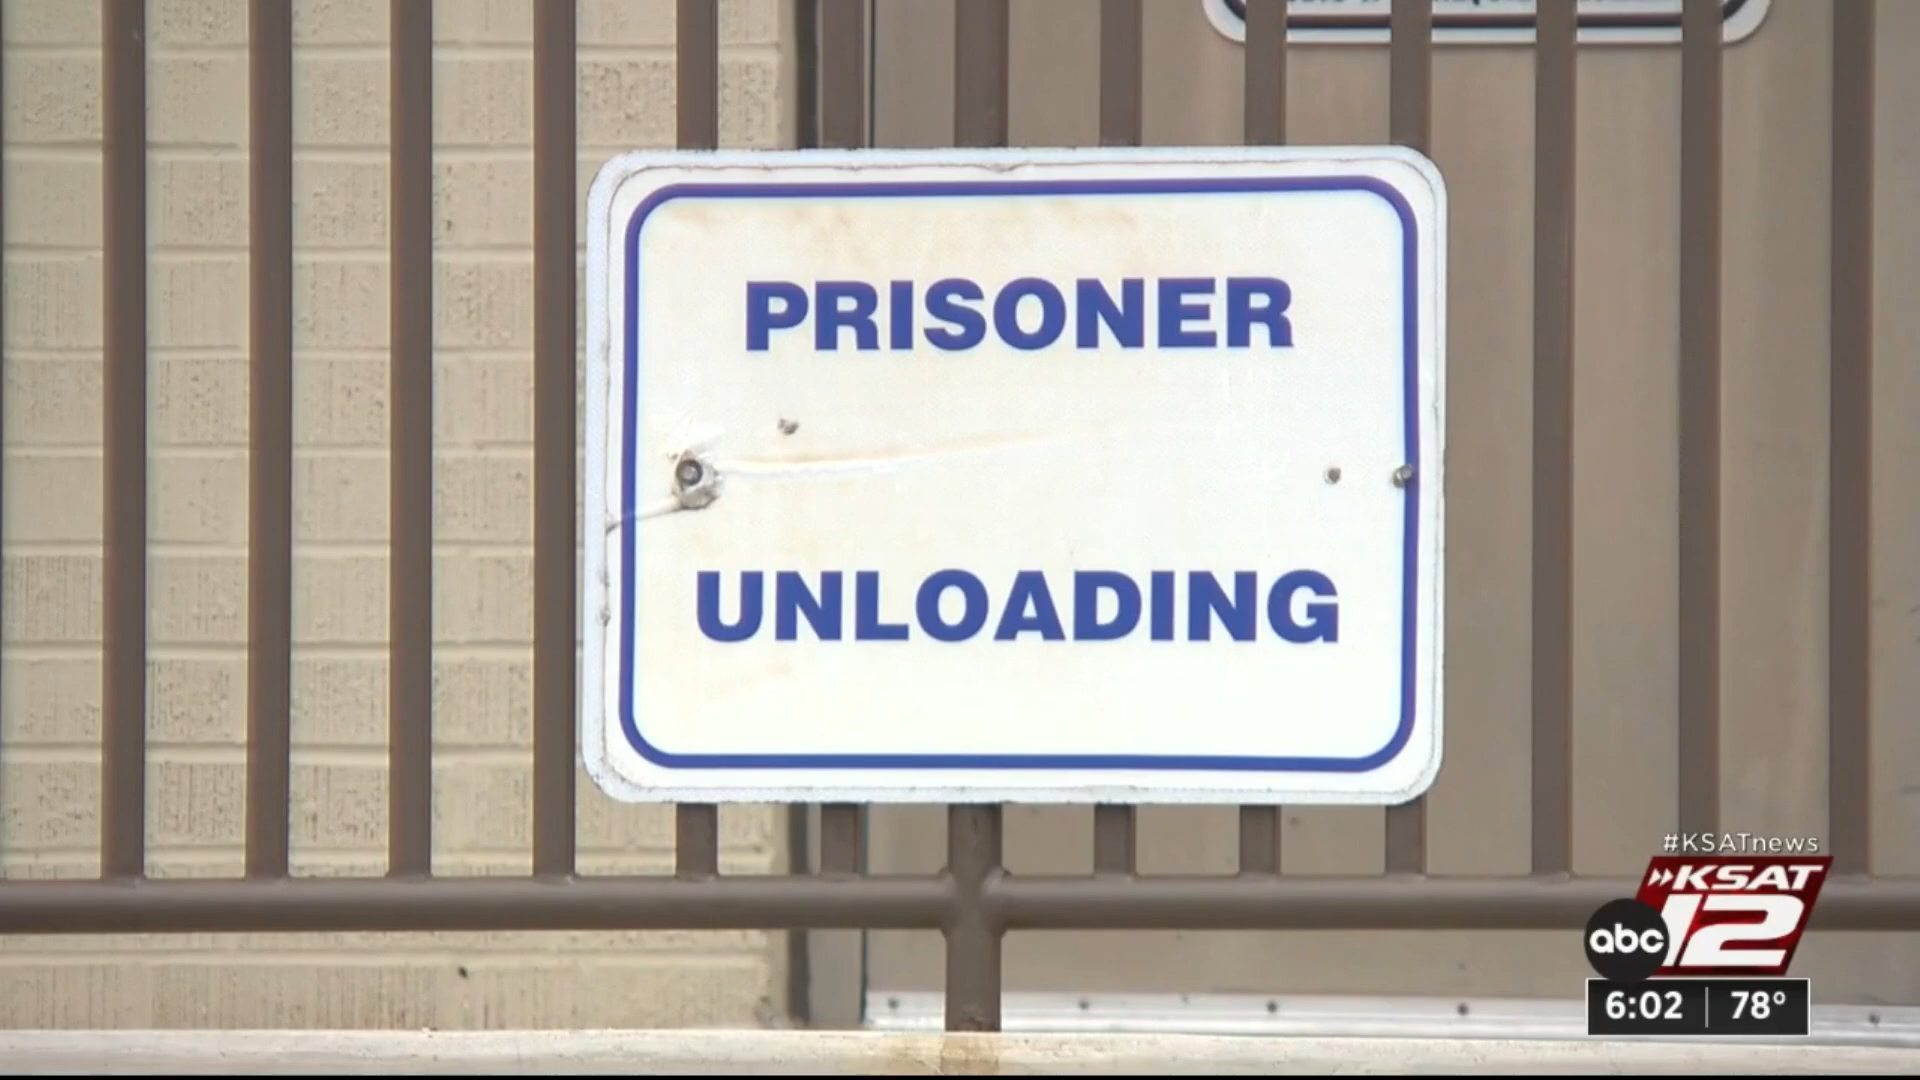 PRISONER
UNLOADING
#KSATnews
KSAT
12
abc
6:02 78°